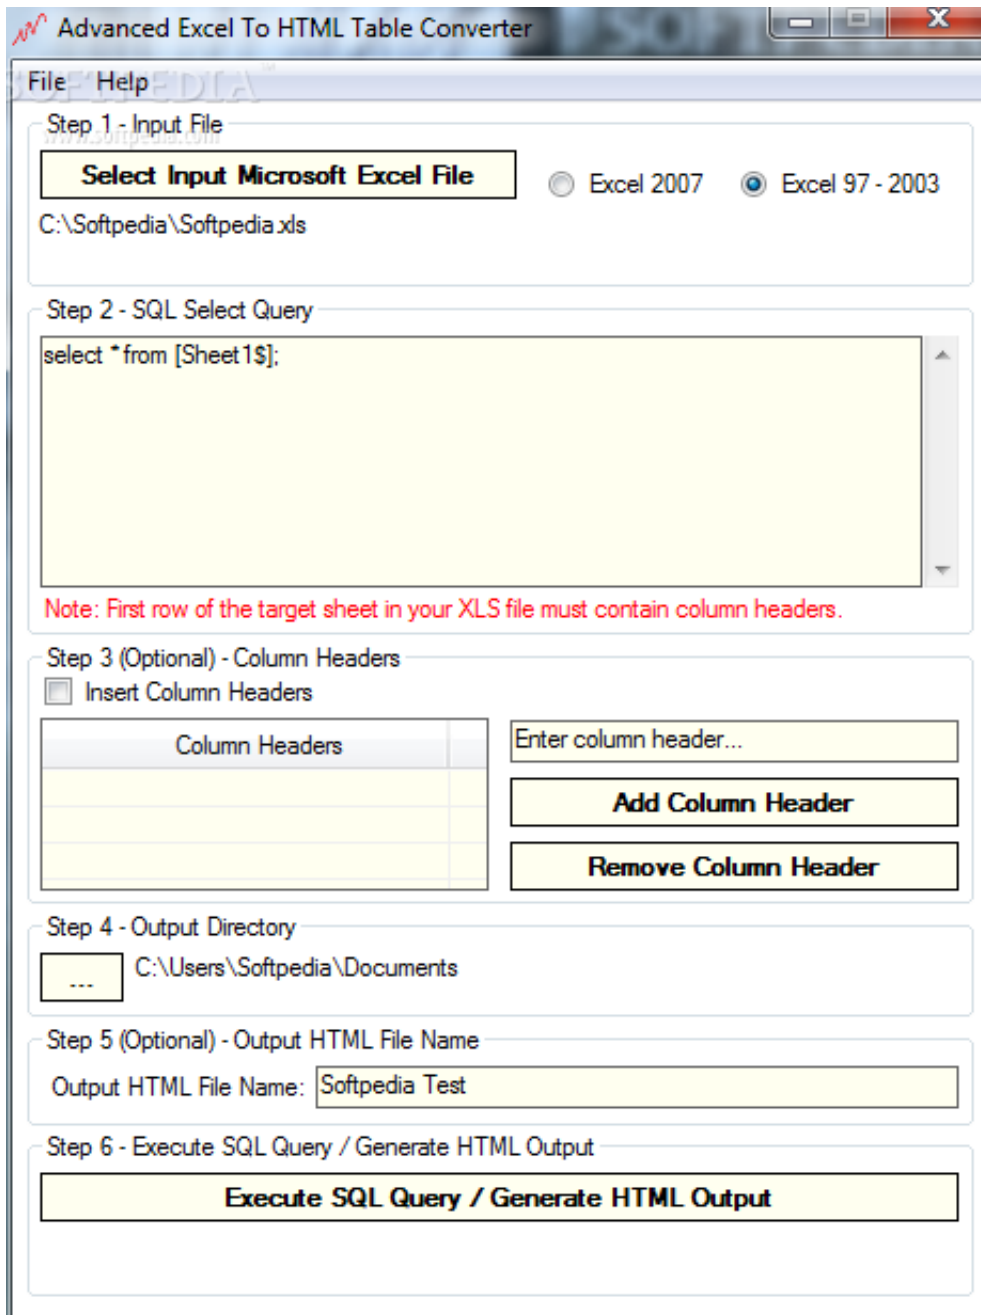 Advanced Excel To HTML Table Converter
File Help
SOFTPEDIA™
www.softpedia.com
Step 1 - Input File
Select Input Microsoft Excel File
Excel 2007
Excel 97 - 2003
C:\Softpedia\Softpedia.xls
Step 2 - SQL Select Query
select * from [Sheet1$];
Note: First row of the target sheet in your XLS file must contain column headers.
Step 3 (Optional) - Column Headers
Insert Column Headers
Column Headers
Enter column header...
Add Column Header
Remove Column Header
Step 4 - Output Directory
...
C:\Users\Softpedia\Documents
Step 5 (Optional) - Output HTML File Name
Output HTML File Name: Softpedia Test
Step 6 - Execute SQL Query / Generate HTML Output
Execute SQL Query / Generate HTML Output